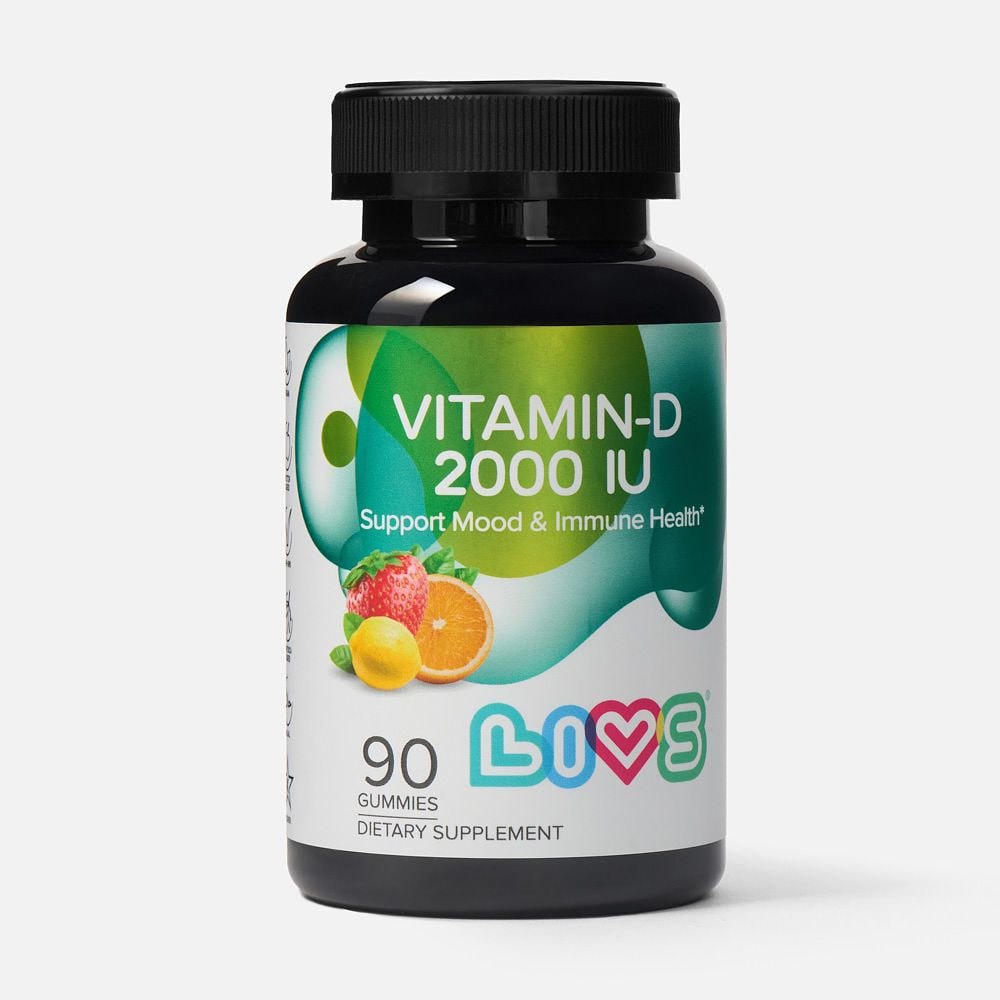 VITAMIN-D
2000 IU
Support Mood & Immune Health*
LIVS®
90
GUMMIES
DIETARY SUPPLEMENT